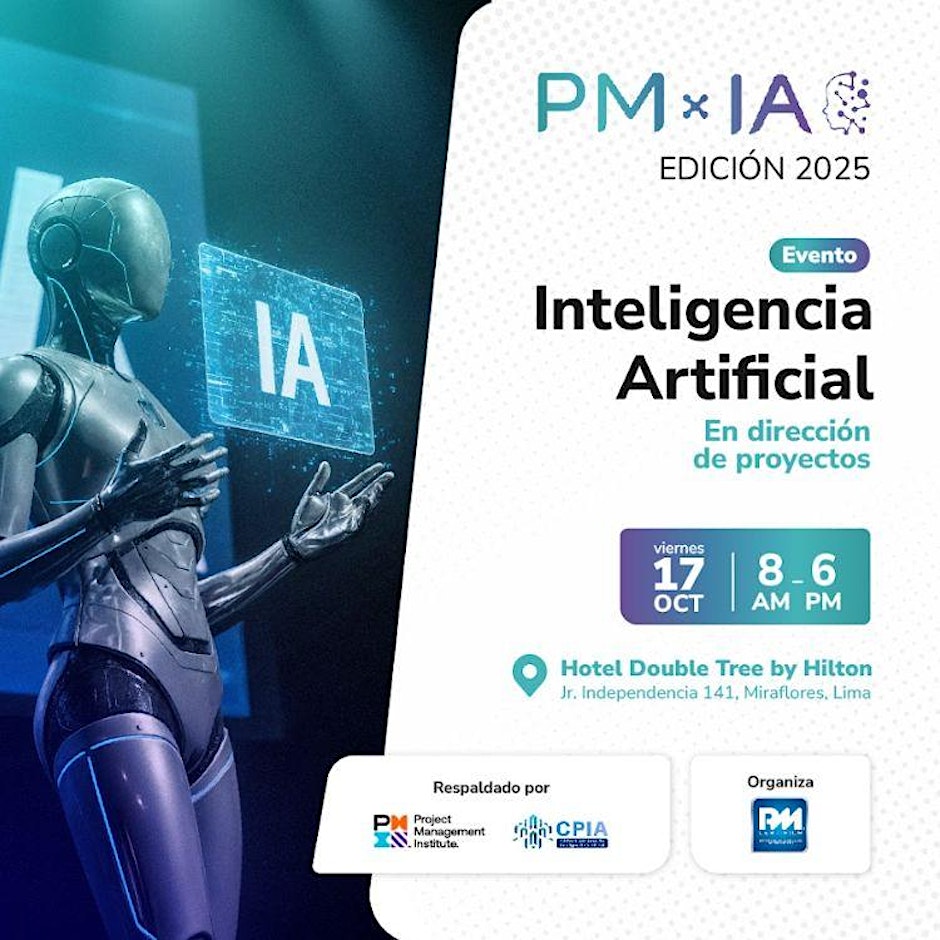 PM x IA
EDICIÓN 2025
Evento
Inteligencia
Artificial
En dirección
de proyectos
viernes
17
OCT
8 - 6
AM PM
Hotel Double Tree by Hilton
Jr. Independencia 141, Miraflores, Lima
IA
Respaldado por
Project
Management
Institute.
CPIA
Organiza
PM